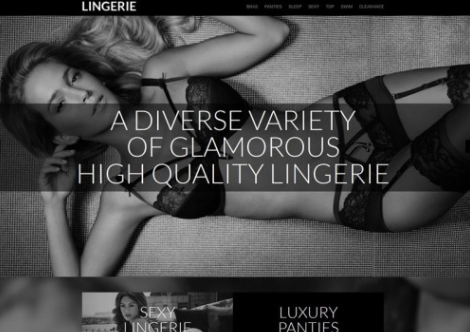 LINGERIE
BRAS PANTIES SLEEP SEXY TOP SWIM CLEARANCE
A DIVERSE VARIETY
OF GLAMOROUS
HIGH QUALITY LINGERIE
SEXY
LINGERIE
LUXURY
PANTIES